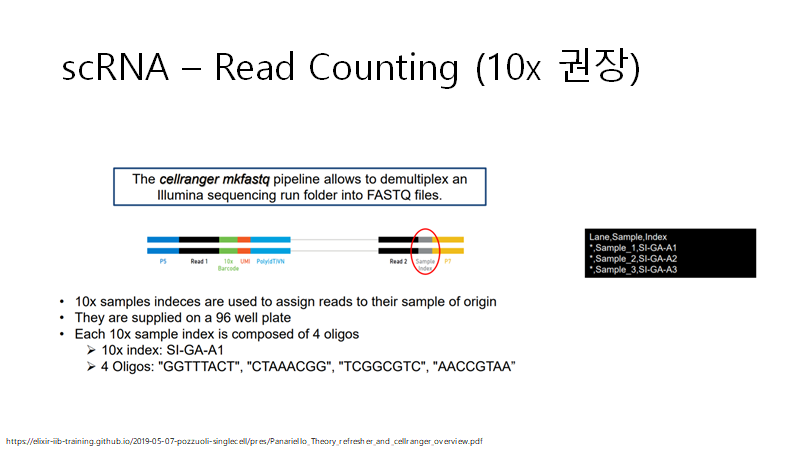 scRNA – Read Counting (10x 권장)
The cellranger mkfastq pipeline allows to demultiplex an
Illumina sequencing run folder into FASTQ files.
P5 Read 1 10x Barcode UMI Poly(dT)VN Read 2 Sample Index P7
Lane,Sample,Index
*,Sample_1,SI-GA-A1
*,Sample_2,SI-GA-A2
*,Sample_3,SI-GA-A3
• 10x samples indeces are used to assign reads to their sample of origin
• They are supplied on a 96 well plate
• Each 10x sample index is composed of 4 oligos
➢ 10x index: SI-GA-A1
➢ 4 Oligos: "GGTTTACT", "CTAAACGG", "TCGGCGTC", "AACCGTAA"
https://elixir-iib-training.github.io/2019-05-07-pozzuoli-singlecell/pres/Panariello_Theory_refresher_and_cellranger_overview.pdf